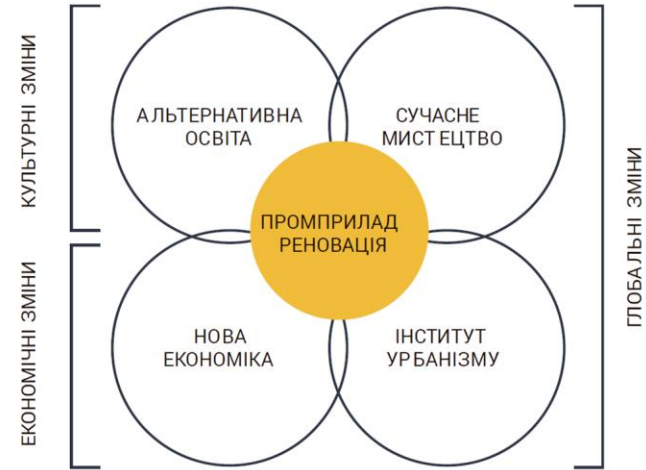 КУЛЬТУРНІ ЗМІНИ
АЛЬТЕРНАТИВНА
ОСВІТА
СУЧАСНЕ
МИСТЕЦТВО
ПРОМПРИЛАД
РЕНОВАЦІЯ
ГЛОБАЛЬНІ ЗМІНИ
ЕКОНОМІЧНІ ЗМІНИ
НОВА
ЕКОНОМІКА
ІНСТИТУТ
УРБАНІЗМУ